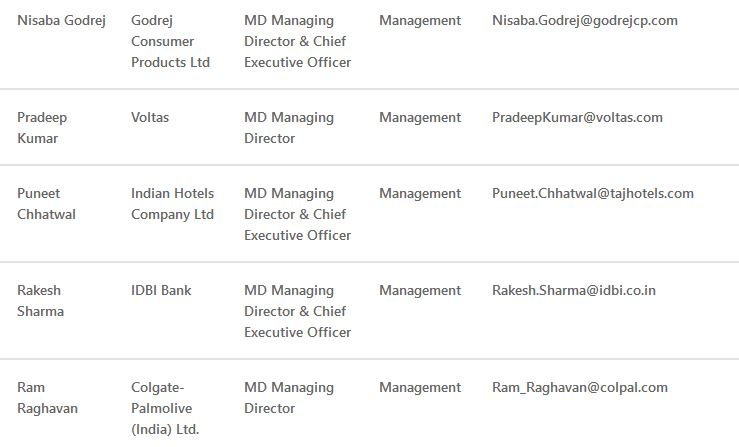 Nisaba Godrej Godrej MD Managing Management Nisaba.Godrej@godrejcp.com
Consumer Director & Chief
Products Ltd Executive Officer
Pradeep Voltas MD Managing Management PradeepKumar@voltas.com
Kumar Director
Puneet Indian Hotels MD Managing Management Puneet.Chhatwal@tajhotels.com
Chhatwal Company Ltd Director & Chief
Executive Officer
Rakesh IDBI Bank MD Managing Management Rakesh.Sharma@idbi.co.in
Sharma Director & Chief
Executive Officer
Ram Colgate- MD Managing Management Ram_Raghavan@colpal.com
Raghavan Palmolive Director
(India) Ltd.